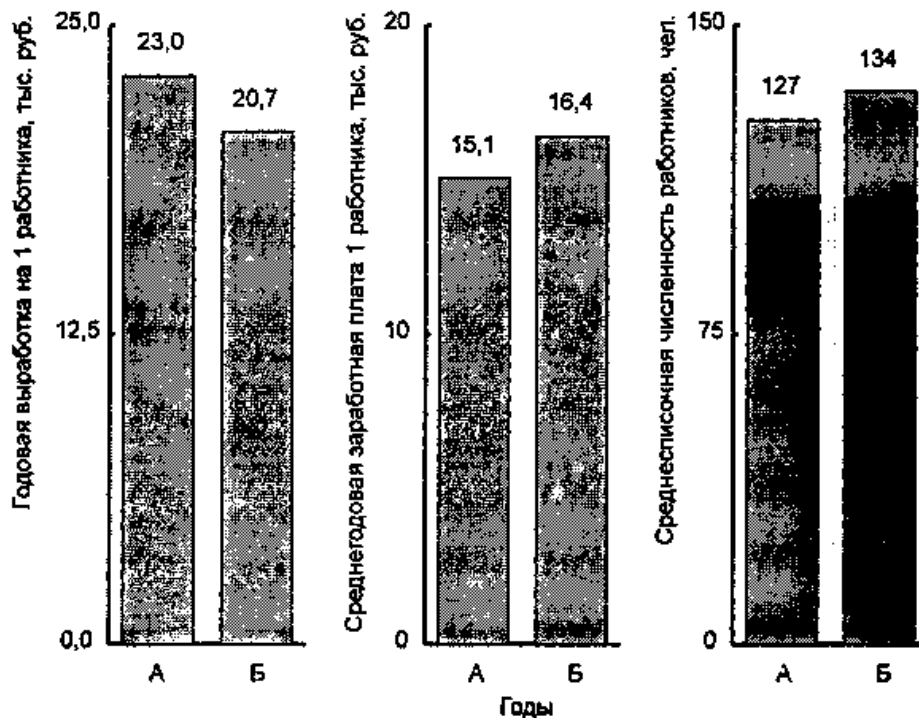 Годовая выработка на 1 работника, тыс. руб.
25,0
12,5
0,0
23,0
20,7
А
Б
Среднегодовая заработная плата 1 работника, тыс. руб.
20
10
0
15,1
16,4
А
Б
Среднесписочная численность работников, чел.
150
75
0
127
134
А
Б
Годы